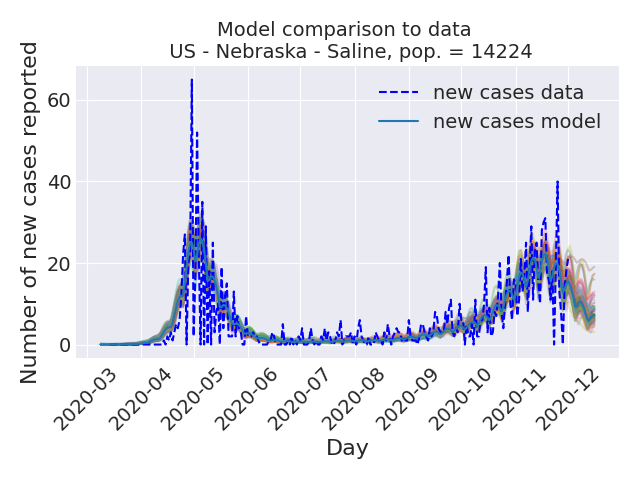 Model comparison to data
US - Nebraska - Saline, pop. = 14224
Number of new cases reported
60
40
20
0
new cases data
new cases model
2020-03
2020-04
2020-05
2020-06
2020-07
2020-08
2020-09
2020-10
2020-11
2020-12
Day